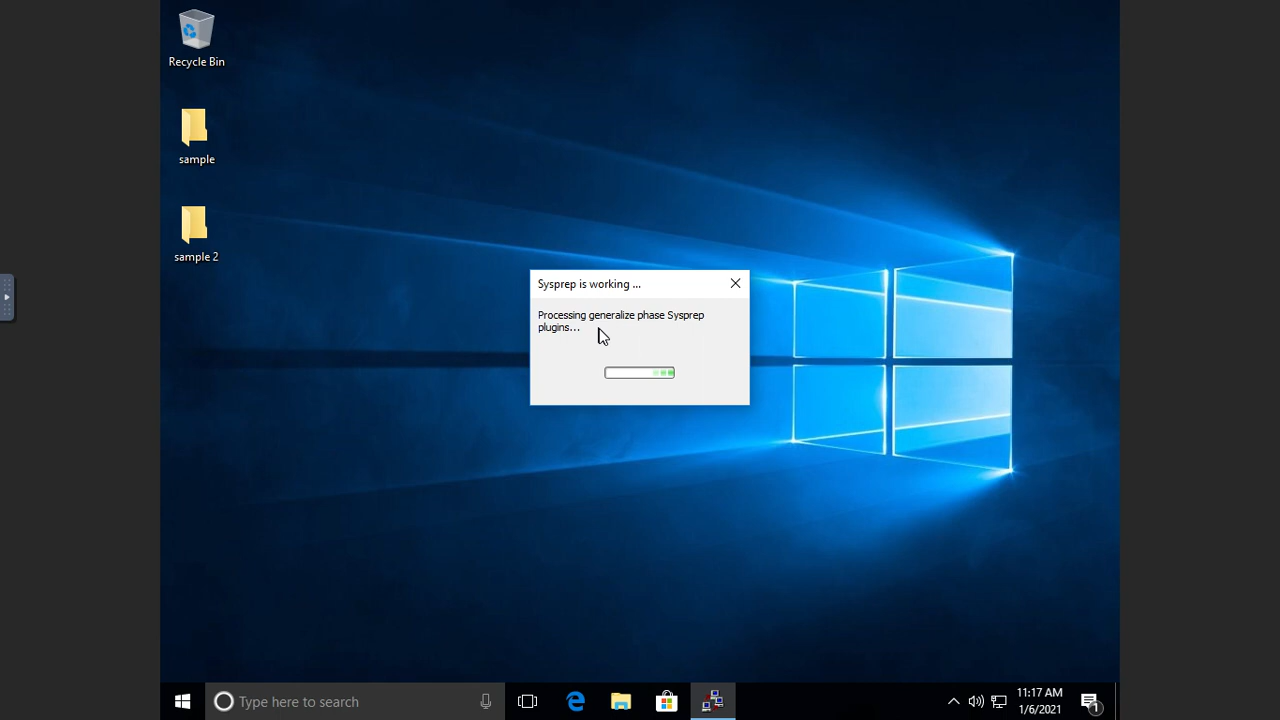 Recycle Bin
sample
sample 2
Sysprep is working ...
Processing generalize phase Sysprep
plugins...
Type here to search
11:17 AM
1/6/2021
1